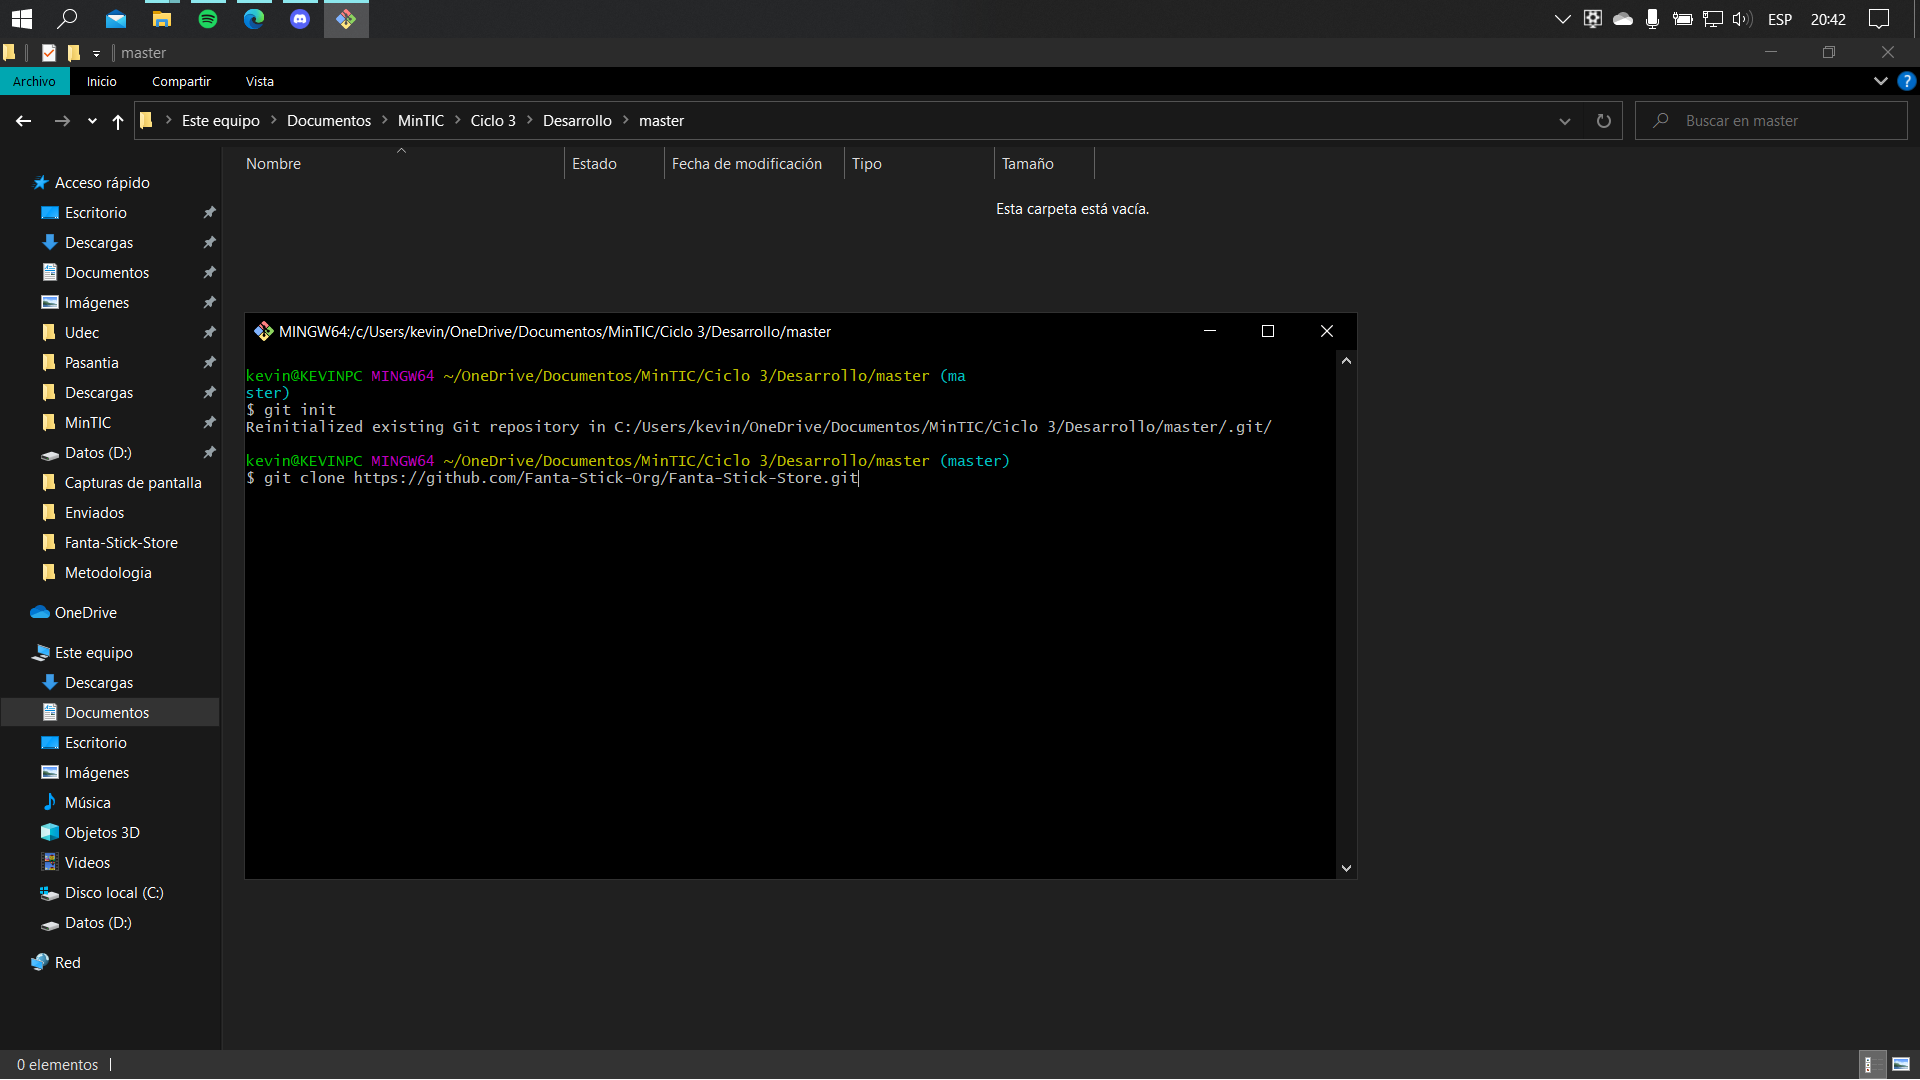 ESP
20:42
master
Archivo
Inicio
Compartir
Vista
?
Este equipo
Documentos
MinTIC
Ciclo 3
Desarrollo
master
Buscar en master
Nombre
Estado
Fecha de modificación
Tipo
Tamaño
Esta carpeta está vacía.
Acceso rápido
Escritorio
Descargas
Documentos
Imágenes
Udec
Pasantia
Descargas
MinTIC
Datos (D:)
Capturas de pantalla
Enviados
Fanta-Stick-Store
Metodologia
OneDrive
Este equipo
Descargas
Documentos
Escritorio
Imágenes
Música
Objetos 3D
Videos
Disco local (C:)
Datos (D:)
Red
MINGW64:/c/Users/kevin/OneDrive/Documentos/MinTIC/Ciclo 3/Desarrollo/master
kevin@KEVINPC MINGW64 ~/OneDrive/Documentos/MinTIC/Ciclo 3/Desarrollo/master (ma
ster)
$ git init
Reinitialized existing Git repository in C:/Users/kevin/OneDrive/Documentos/MinTIC/Ciclo 3/Desarrollo/master/.git/
kevin@KEVINPC MINGW64 ~/OneDrive/Documentos/MinTIC/Ciclo 3/Desarrollo/master (master)
$ git clone https://github.com/Fanta-Stick-Org/Fanta-Stick-Store.git
0 elementos